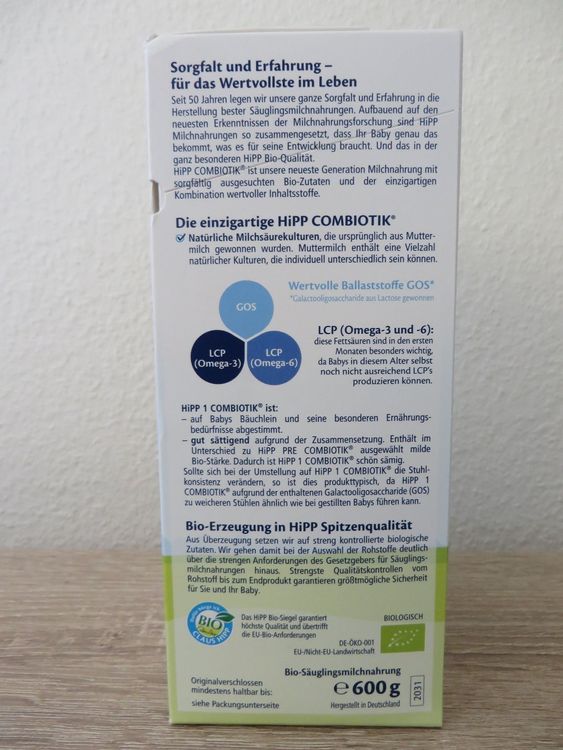 Sorgfalt und Erfahrung –
für das Wertvollste im Leben
Seit 50 Jahren legen wir unsere ganze Sorgfalt und Erfahrung in die
Herstellung bester Säuglingsmilchnahrungen. Aufbauend auf den
neuesten Erkenntnissen der Milchnahrungsforschung sind HiPP
Milchnahrungen so zusammengesetzt, dass Ihr Baby genau das
bekommt, was es für seine Entwicklung braucht. Und das in der
ganz besonderen HiPP Bio-Qualität.
HiPP COMBIOTIK® ist unsere neueste Generation Milchnahrung mit
sorgfältig ausgesuchten Bio-Zutaten und der einzigartigen
Kombination wertvoller Inhaltsstoffe.
Die einzigartige HiPP COMBIOTIK®
Natürliche Milchsäurekulturen, die ursprünglich aus Mutter-
milch gewonnen wurden. Muttermilch enthält eine Vielzahl
natürlicher Kulturen, die individuell unterschiedlich sein können.
Wertvolle Ballaststoffe GOS*
*Galactooligosaccharide aus Lactose gewonnen
GOS
LCP (Omega-3)
LCP (Omega-6)
LCP (Omega-3 und -6):
diese Fettsäuren sind in den ersten
Monaten besonders wichtig,
da Babys in diesem Alter selbst
noch nicht ausreichend LCP's
produzieren können.
HiPP 1 COMBIOTIK® ist:
– auf Babys Bäuchlein und seine besonderen Ernährungs-
bedürfnisse abgestimmt.
– gut sättigend aufgrund der Zusammensetzung. Enthält im
Unterschied zu HiPP PRE COMBIOTIK® ausgewählt milde
Bio-Stärke. Dadurch ist HiPP 1 COMBIOTIK® schön sämig.
Sollte sich bei der Umstellung auf HiPP 1 COMBIOTIK® die Stuhl-
konsistenz verändern, so ist dies produkttypisch, da HiPP 1
COMBIOTIK® aufgrund der enthaltenen Galactooligosaccharide (GOS)
zu weicheren Stühlen ähnlich wie bei gestillten Babys führen kann.
Bio-Erzeugung in HiPP Spitzenqualität
Aus Überzeugung setzen wir auf streng kontrollierte biologische
Zutaten. Wir gehen damit bei der Auswahl der Rohstoffe deutlich
über die strengen Anforderungen des Gesetzgebers für Säuglings-
milchnahrungen hinaus. Strengste Qualitätskontrollen vom
Rohstoff bis zum Endprodukt garantieren größtmögliche Sicherheit
für Sie und Ihr Baby.
Dafür bürge ich.
BIO
CLAUS HiPP
Das HiPP Bio-Siegel garantiert
höchste Qualität und übertrifft
die EU-Bio-Anforderungen
BIOLOGISCH
DE-ÖKO-001
EU-/Nicht-EU-Landwirtschaft
Bio-Säuglingsmilchnahrung
Originalverschlossen
mindestens haltbar bis:
siehe Packungsunterseite
e 600 g
Hergestellt in Deutschland
2031